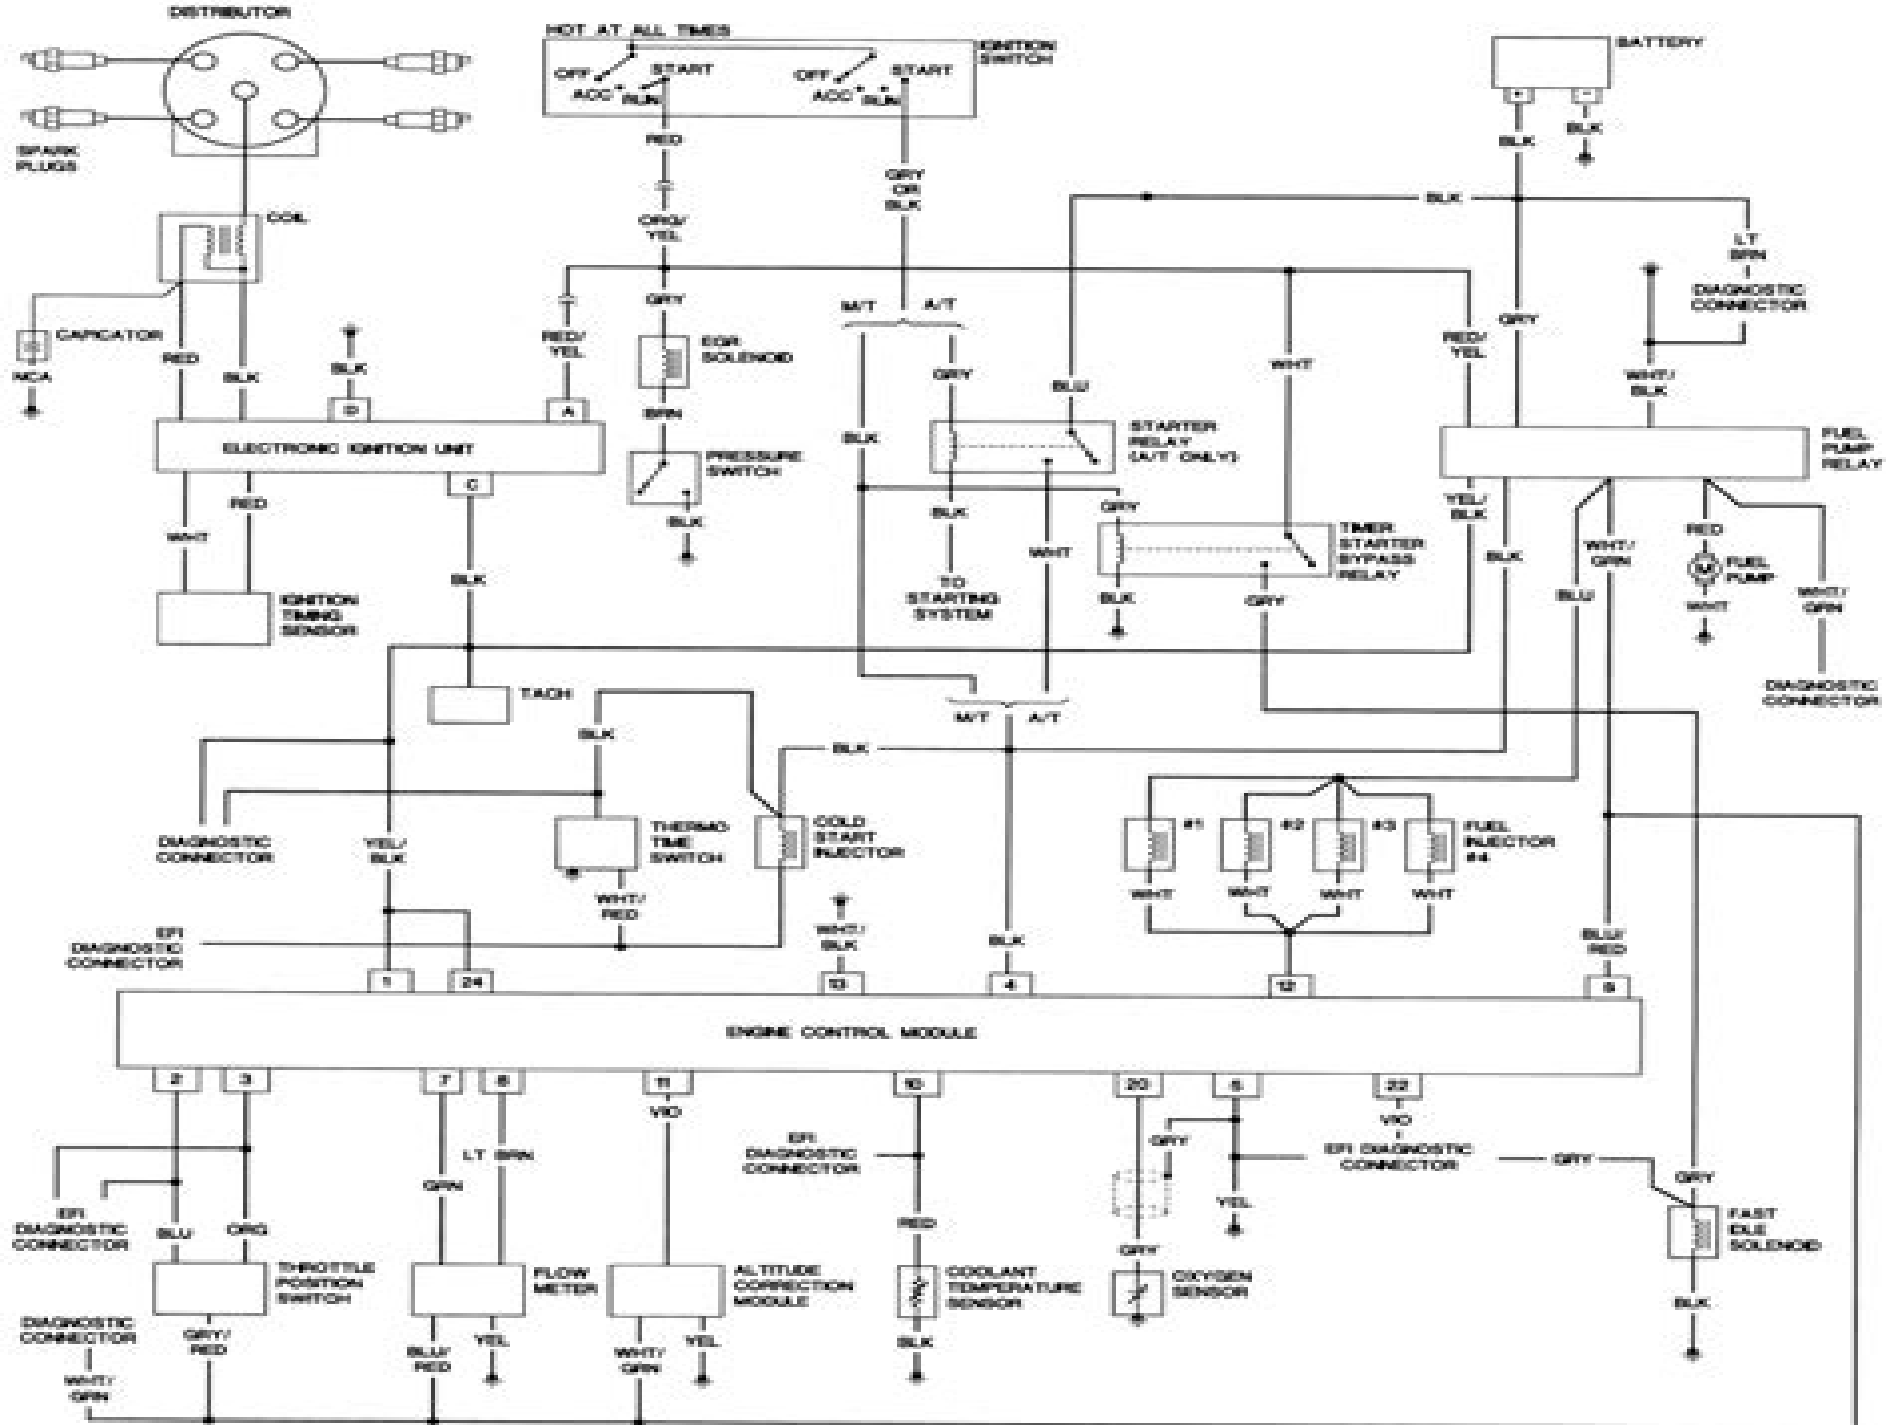 DISTRIBUTOR
SPARK
PLUGS
COIL
CAPICATOR
NCA
RED
BLK
BLK
D
A
ELECTRONIC IGNITION UNIT
C
WHT
RED
IGNITION
TIMING
SENSOR
BLK
TACH
HOT AT ALL TIMES
IGNITION
SWITCH
OFF
START
ACC
RUN
OFF
START
ACC
RUN
RED
ORG/
YEL
GRY
OR
BLK
RED/
YEL
GRY
EGR
SOLENOID
BRN
PRESSURE
SWITCH
BLK
M/T
A/T
BLK
GRY
BLU
STARTER
RELAY
(A/T ONLY)
BLK
TO
STARTING
SYSTEM
WHT
GRY
TIMER
STARTER
BYPASS
RELAY
BLK
GRY
WHT
M/T
A/T
BATTERY
+
-
BLK
BLK
BLK
LT
BRN
DIAGNOSTIC
CONNECTOR
GRY
RED/
YEL
WHT/
BLK
FUEL
PUMP
RELAY
YEL/
BLK
BLK
BLU
WHT/
GRN
RED
M
FUEL
PUMP
WHT
WHT/
GRN
DIAGNOSTIC
CONNECTOR
DIAGNOSTIC
CONNECTOR
YEL/
BLK
BLK
THERMO
TIME
SWITCH
WHT/
RED
BLK
COLD
START
INJECTOR
EFI
DIAGNOSTIC
CONNECTOR
WHT/
BLK
BLK
#1
#2
#3
FUEL
INJECTOR
#4
WHT
WHT
WHT
WHT
BLU/
RED
1
24
13
4
12
ENGINE CONTROL MODULE
2
3
7
11
10
20
5
22
EFI
DIAGNOSTIC
CONNECTOR
BLU
ORG
THROTTLE
POSITION
SWITCH
GRY/
RED
DIAGNOSTIC
CONNECTOR
WHT/
GRN
GRN
LT BRN
FLOW
METER
BLU/
RED
YEL
VIO
ALTITUDE
CORRECTION
MODULE
WHT/
GRN
YEL
EFI
DIAGNOSTIC
CONNECTOR
RED
COOLANT
TEMPERATURE
SENSOR
BLK
GRY
GRY
OXYGEN
SENSOR
YEL
VIO
EFI DIAGNOSTIC
CONNECTOR
GRY
GRY
FAST
IDLE
SOLENOID
BLK